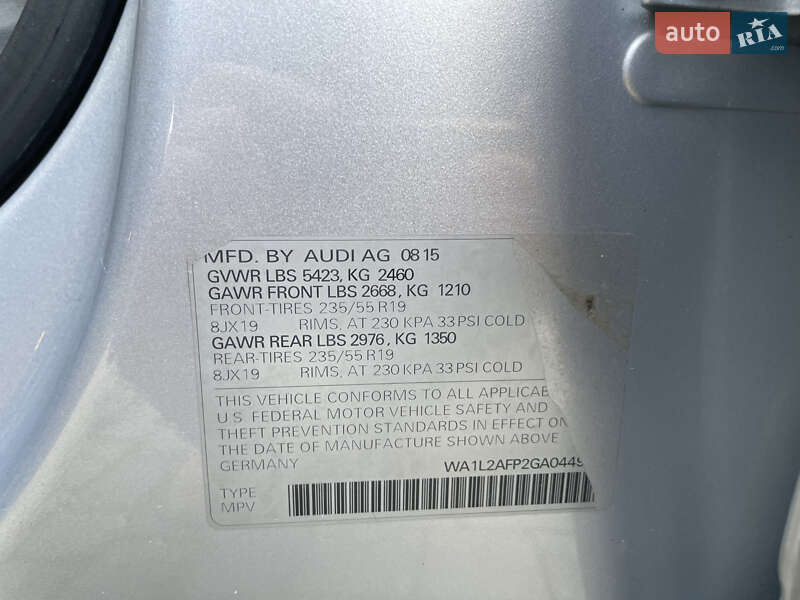 auto RIA.com
MFD. BY AUDI AG 08 15
GVWR LBS 5423, KG 2460
GAWR FRONT LBS 2668, KG 1210
FRONT-TIRES 235/55 R19
8JX19 RIMS, AT 230 KPA 33 PSI COLD
GAWR REAR LBS 2976, KG 1350
REAR-TIRES 235/55 R19
8JX19 RIMS, AT 230 KPA 33 PSI COLD
THIS VEHICLE CONFORMS TO ALL APPLICAB
U.S. FEDERAL MOTOR VEHICLE SAFETY AND
THEFT PREVENTION STANDARDS IN EFFECT ON
THE DATE OF MANUFACTURE SHOWN ABOVE
GERMANY WA1L2AFP2GA0449
TYPE
MPV